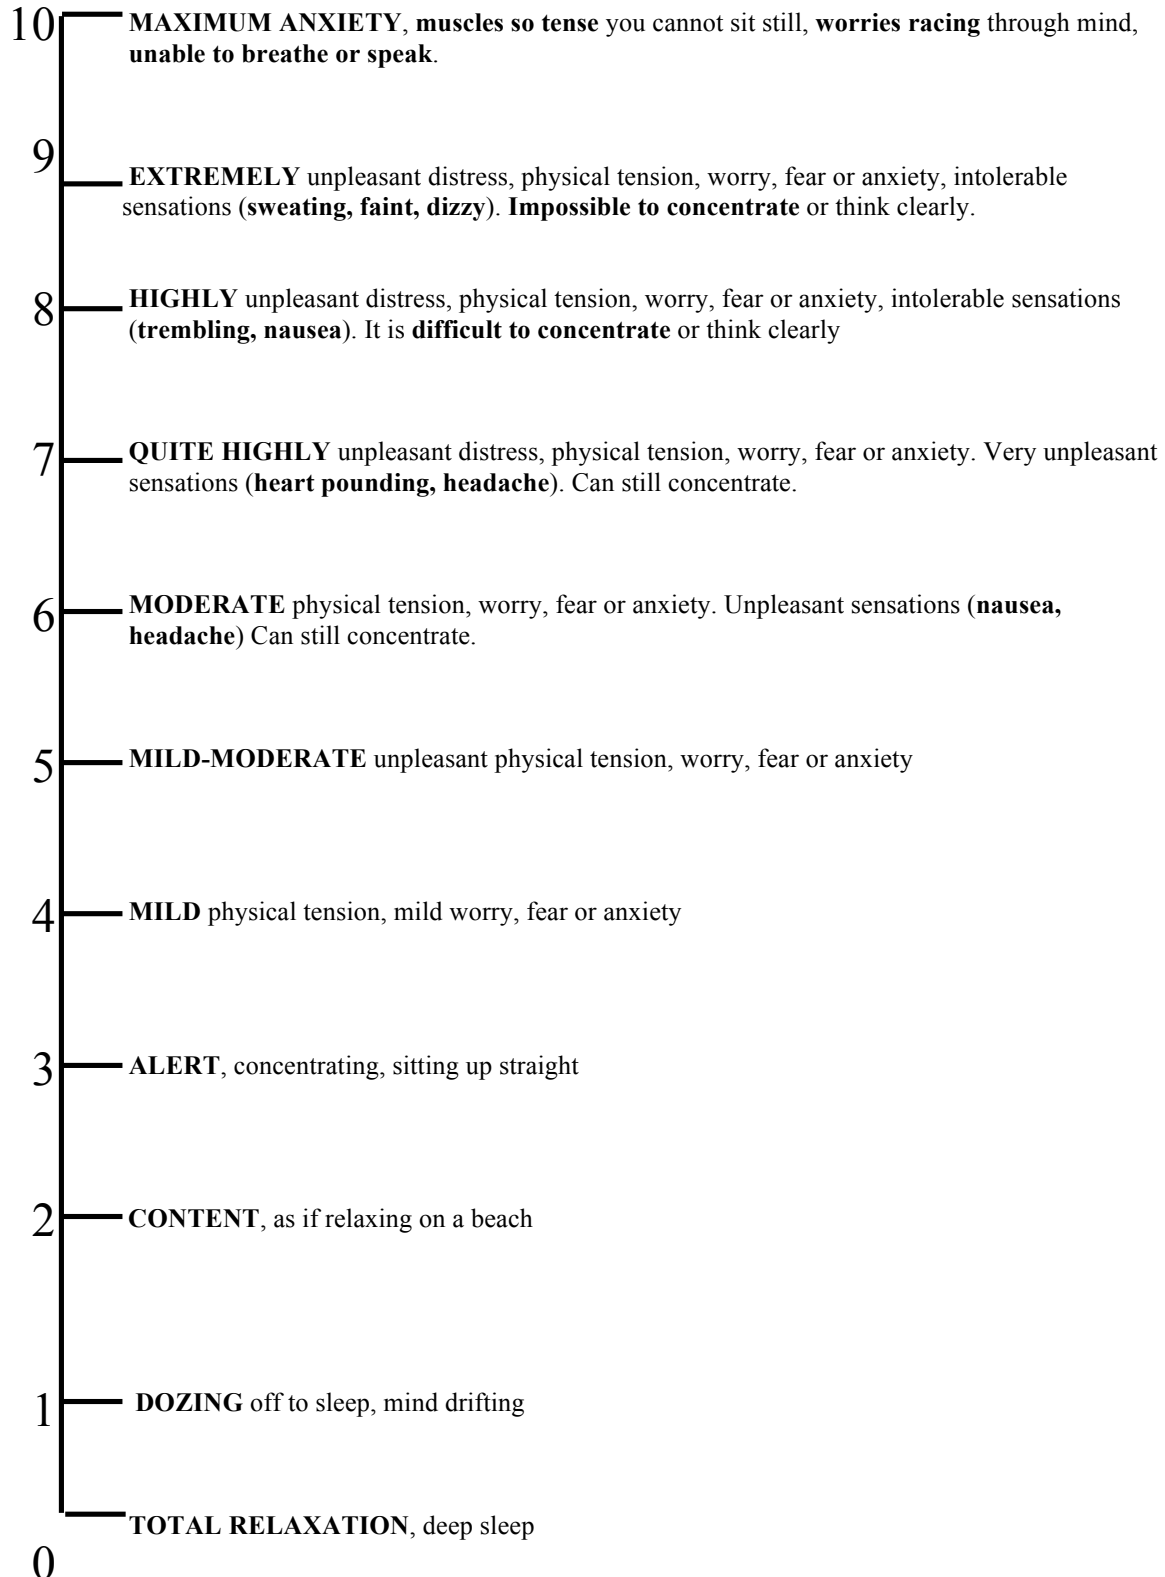 10 MAXIMUM ANXIETY, muscles so tense you cannot sit still, worries racing through mind,
unable to breathe or speak.
9
EXTREMELY unpleasant distress, physical tension, worry, fear or anxiety, intolerable
sensations (sweating, faint, dizzy). Impossible to concentrate or think clearly.
8 HIGHLY unpleasant distress, physical tension, worry, fear or anxiety, intolerable sensations
(trembling, nausea). It is difficult to concentrate or think clearly
7 QUITE HIGHLY unpleasant distress, physical tension, worry, fear or anxiety. Very unpleasant
sensations (heart pounding, headache). Can still concentrate.
6 MODERATE physical tension, worry, fear or anxiety. Unpleasant sensations (nausea,
headache) Can still concentrate.
5 MILD-MODERATE unpleasant physical tension, worry, fear or anxiety
4 MILD physical tension, mild worry, fear or anxiety
3 ALERT, concentrating, sitting up straight
2 CONTENT, as if relaxing on a beach
1 DOZING off to sleep, mind drifting
TOTAL RELAXATION, deep sleep
0